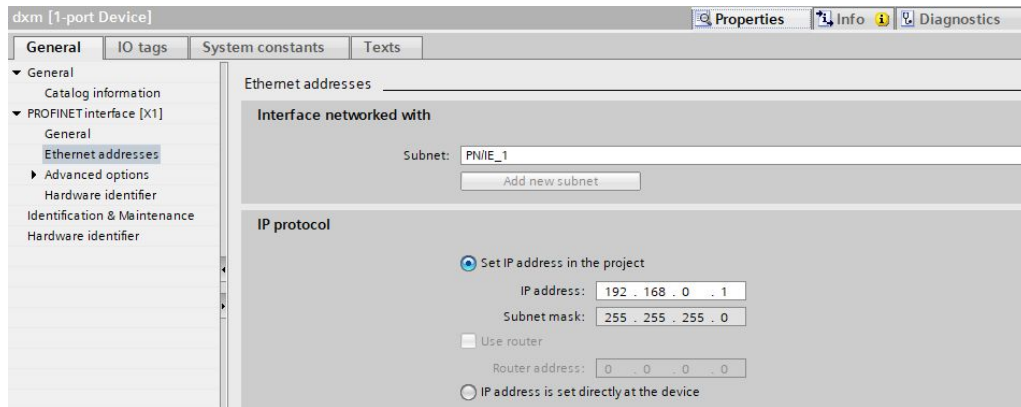 dxm [1-port Device]
Properties Info Diagnostics
General IO tags System constants Texts
General
Catalog information
PROFINET interface [X1]
General
Ethernet addresses
Advanced options
Hardware identifier
Identification & Maintenance
Hardware identifier
Ethernet addresses
Interface networked with
Subnet: PN/IE_1
Add new subnet
IP protocol
Set IP address in the project
IP address: 192 . 168 . 0 . 1
Subnet mask: 255 . 255 . 255 . 0
Use router
Router address: 0 . 0 . 0 . 0
IP address is set directly at the device